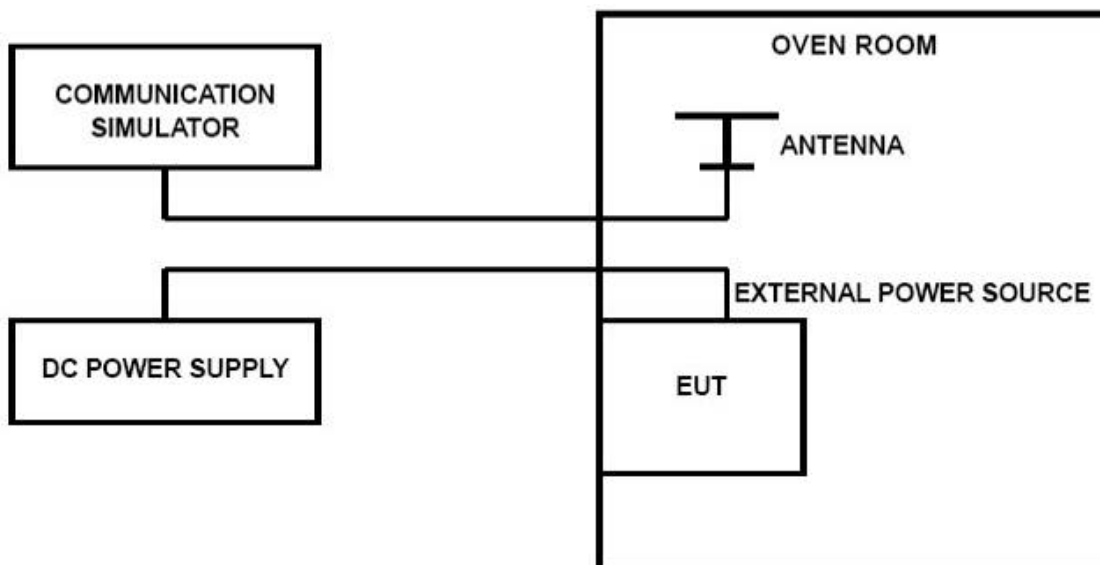 OVEN ROOM
COMMUNICATION
SIMULATOR
ANTENNA
EXTERNAL POWER SOURCE
DC POWER SUPPLY
EUT